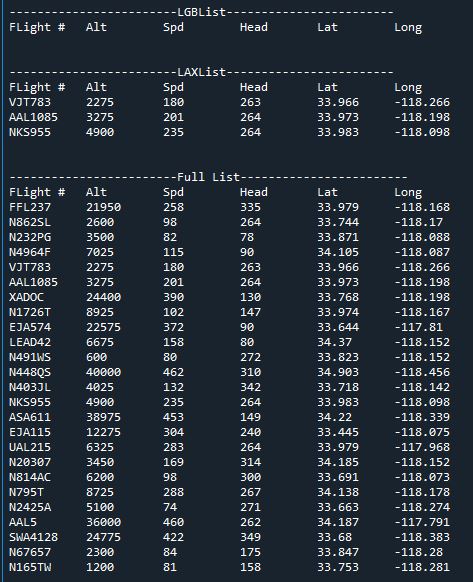 ------------------------LGBList------------------------
FLight # Alt Spd Head Lat Long
------------------------LAXList------------------------
FLight # Alt Spd Head Lat Long
VJT783 2275 180 263 33.966 -118.266
AAL1085 3275 201 264 33.973 -118.198
NKS955 4900 235 264 33.983 -118.098
------------------------Full List------------------------
FLight # Alt Spd Head Lat Long
FFL237 21950 258 335 33.979 -118.168
N862SL 2600 98 264 33.744 -118.17
N232PG 3500 82 78 33.871 -118.088
N4964F 7025 115 90 34.105 -118.087
VJT783 2275 180 263 33.966 -118.266
AAL1085 3275 201 264 33.973 -118.198
XADOC 24400 390 130 33.768 -118.198
N1726T 8925 102 147 33.974 -118.167
EJA574 22575 372 90 33.644 -117.81
LEAD42 6675 158 80 34.37 -118.152
N491WS 600 80 272 33.823 -118.152
N448QS 40000 462 310 34.903 -118.456
N403JL 4025 132 342 33.718 -118.142
NKS955 4900 235 264 33.983 -118.098
ASA611 38975 453 149 34.22 -118.339
EJA115 12275 304 240 33.445 -118.075
UAL215 6325 283 264 33.979 -117.968
N20307 3450 169 314 34.185 -118.152
N814AC 6200 98 300 33.691 -118.073
N795T 8725 288 267 34.138 -118.178
N2425A 5100 74 271 33.663 -118.274
AAL5 36000 460 262 34.187 -117.791
SWA4128 24775 422 349 33.68 -118.383
N67657 2300 84 175 33.847 -118.28
N165TW 1200 81 158 33.753 -118.281